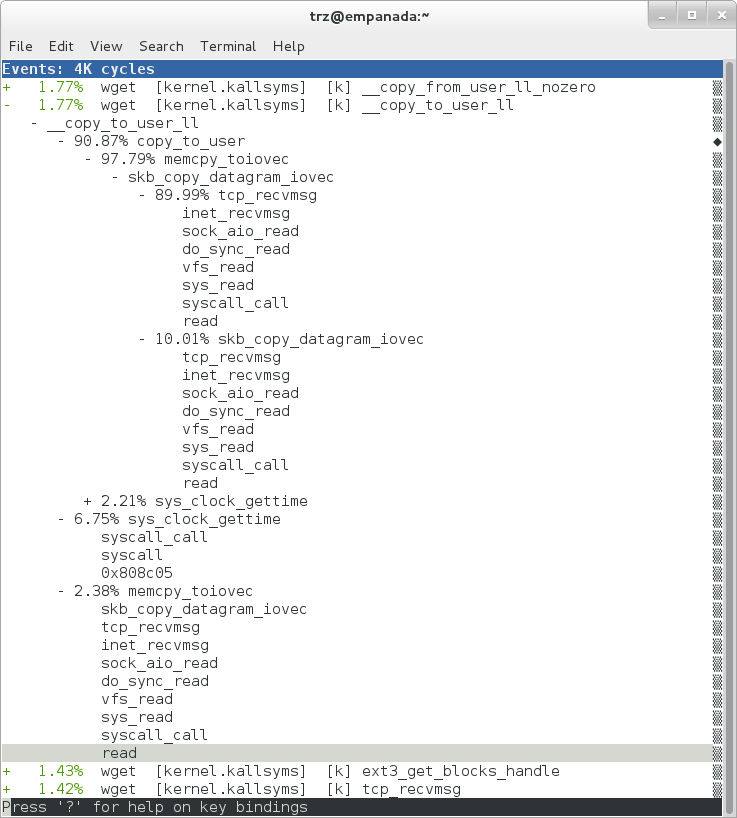 trz@empanada:~
File Edit View Search Terminal Help
Events: 4K cycles
+ 1.77% wget [kernel.kallsyms] [k] __copy_from_user_ll_nozero
- 1.77% wget [kernel.kallsyms] [k] __copy_to_user_ll
- __copy_to_user_ll
- 90.87% copy_to_user
- 97.79% memcpy_toiovec
- skb_copy_datagram_iovec
- 89.99% tcp_recvmsg
inet_recvmsg
sock_aio_read
do_sync_read
vfs_read
sys_read
syscall_call
read
- 10.01% skb_copy_datagram_iovec
tcp_recvmsg
inet_recvmsg
sock_aio_read
do_sync_read
vfs_read
sys_read
syscall_call
read
+ 2.21% sys_clock_gettime
- 6.75% sys_clock_gettime
syscall_call
syscall
0x808c05
- 2.38% memcpy_toiovec
skb_copy_datagram_iovec
tcp_recvmsg
inet_recvmsg
sock_aio_read
do_sync_read
vfs_read
sys_read
syscall_call
read
+ 1.43% wget [kernel.kallsyms] [k] ext3_get_blocks_handle
+ 1.42% wget [kernel.kallsyms] [k] tcp_recvmsg
Press '?' for help on key bindings